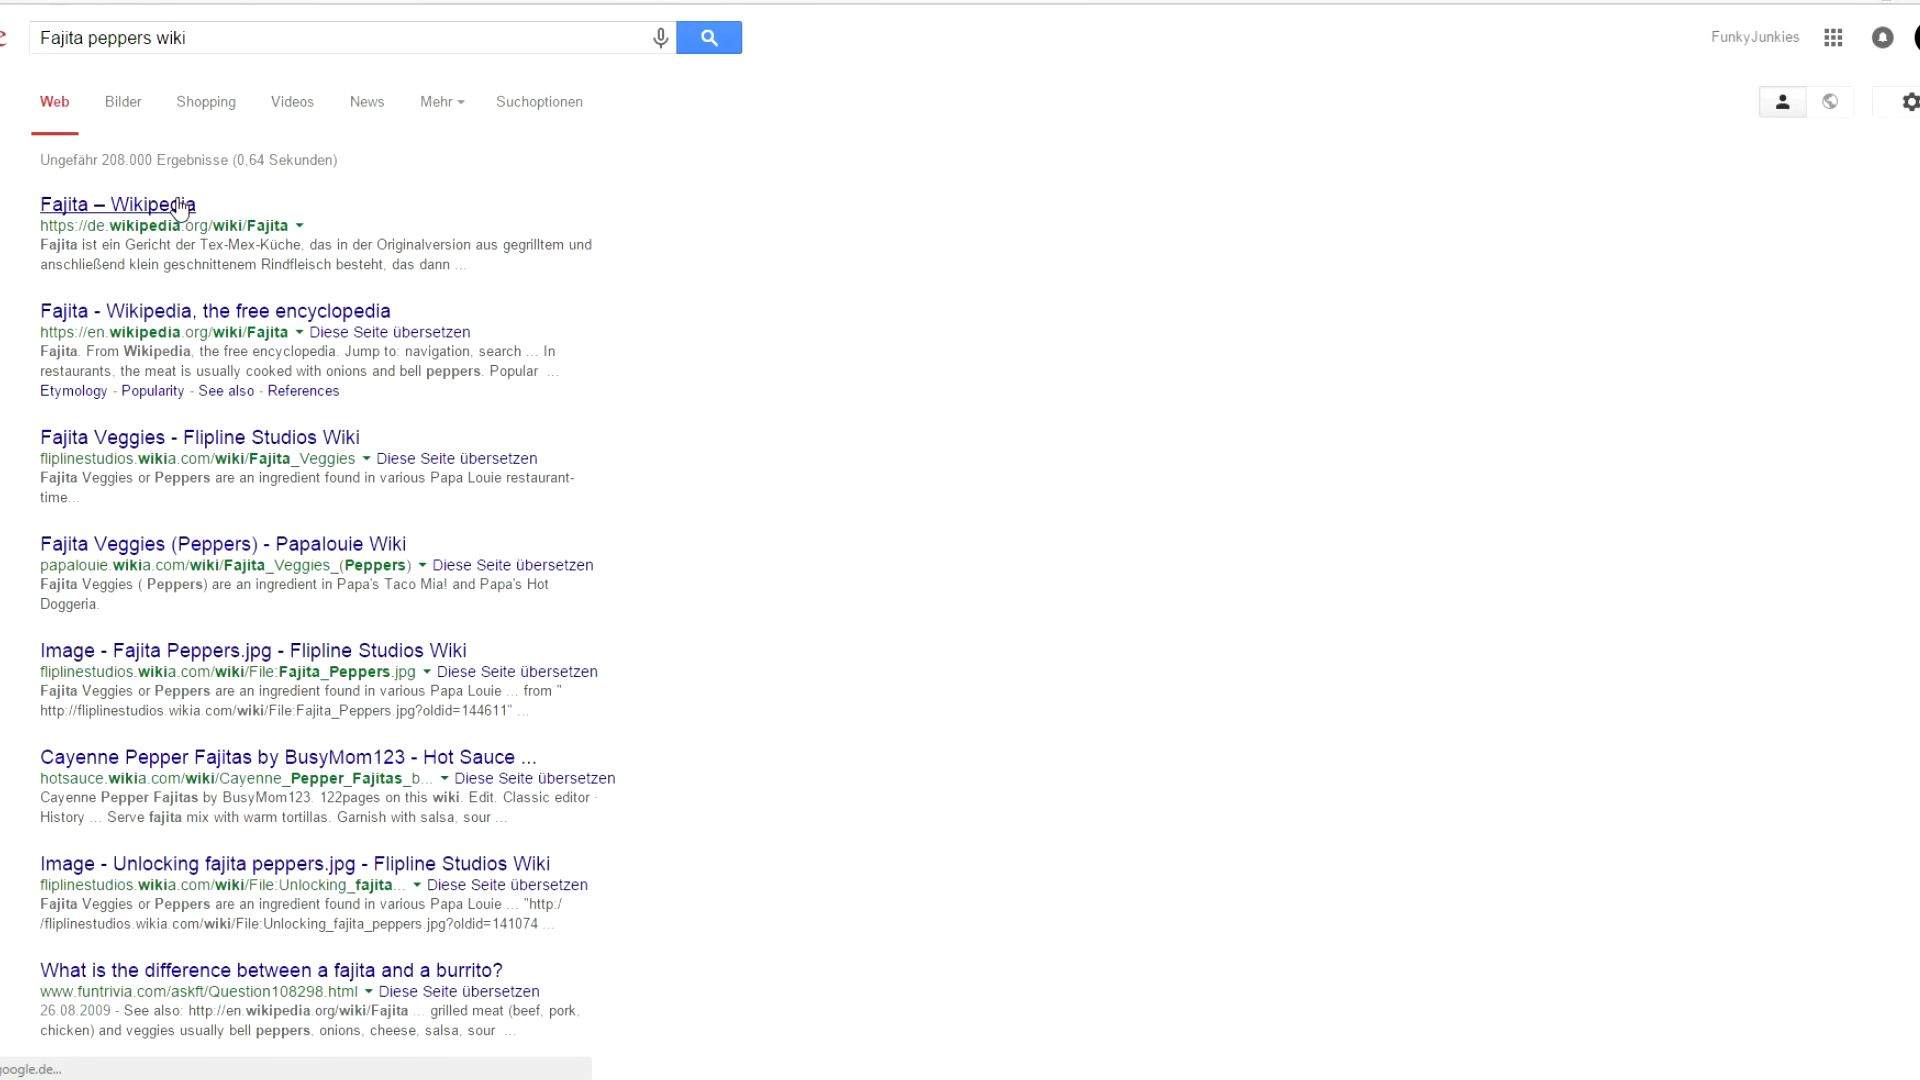 Fajita peppers wiki
FunkyJunkies
Web Bilder Shopping Videos News Mehr Suchoptionen
Ungefähr 208.000 Ergebnisse (0,64 Sekunden)
Fajita – Wikipedia
https://de.wikipedia.org/wiki/Fajita
Fajita ist ein Gericht der Tex-Mex-Küche, das in der Originalversion aus gegrilltem und
anschließend klein geschnittenem Rindfleisch besteht, das dann ...
Fajita - Wikipedia, the free encyclopedia
https://en.wikipedia.org/wiki/Fajita Diese Seite übersetzen
Fajita. From Wikipedia, the free encyclopedia. Jump to: navigation, search ... In
restaurants, the meat is usually cooked with onions and bell peppers. Popular ...
Etymology - Popularity - See also - References
Fajita Veggies - Flipline Studios Wiki
fliplinestudios.wikia.com/wiki/Fajita_Veggies Diese Seite übersetzen
Fajita Veggies or Peppers are an ingredient found in various Papa Louie restaurant-
time...
Fajita Veggies (Peppers) - Papalouie Wiki
papalouie.wikia.com/wiki/Fajita_Veggies_(Peppers) Diese Seite übersetzen
Fajita Veggies ( Peppers) are an ingredient in Papa's Taco Mia! and Papa's Hot
Doggeria.
Image - Fajita Peppers.jpg - Flipline Studios Wiki
fliplinestudios.wikia.com/wiki/File:Fajita_Peppers.jpg Diese Seite übersetzen
Fajita Veggies or Peppers are an ingredient found in various Papa Louie ... from "
http://fliplinestudios.wikia.com/wiki/File:Fajita_Peppers.jpg?oldid=144611" ...
Cayenne Pepper Fajitas by BusyMom123 - Hot Sauce ...
hotsauce.wikia.com/wiki/Cayenne_Pepper_Fajitas_b... Diese Seite übersetzen
Cayenne Pepper Fajitas by BusyMom123. 122pages on this wiki. Edit. Classic editor ·
History ... Serve fajita mix with warm tortillas. Garnish with salsa, sour ...
Image - Unlocking fajita peppers.jpg - Flipline Studios Wiki
fliplinestudios.wikia.com/wiki/File:Unlocking_fajita... Diese Seite übersetzen
Fajita Veggies or Peppers are an ingredient found in various Papa Louie ... "http:/
/fliplinestudios.wikia.com/wiki/File:Unlocking_fajita_peppers.jpg?oldid=141074 ...
What is the difference between a fajita and a burrito?
www.funtrivia.com/askft/Question108298.html Diese Seite übersetzen
26.08.2009 - See also: http://en.wikipedia.org/wiki/Fajita ... grilled meat (beef, pork,
chicken) and veggies usually bell peppers, onions, cheese, salsa, sour ...
google.de...